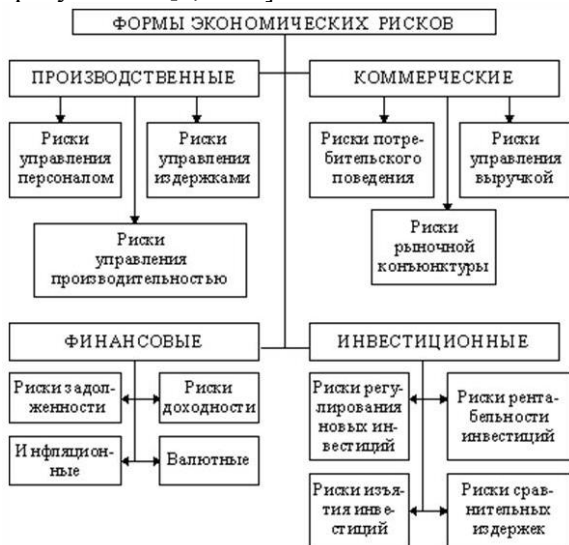 ФОРМЫ ЭКОНОМИЧЕСКИХ РИСКОВ
ПРОИЗВОДСТВЕННЫЕ
КОММЕРЧЕСКИЕ
Риски
управления
персоналом
Риски
управления
издержками
Риски потре-
бительского
поведения
Риски
управления
выручкой
Риски
управления
производительностью
Риски
рыночной
конъюнктуры
ФИНАНСОВЫЕ
ИНВЕСТИЦИОННЫЕ
Риски задол-
женности
Риски
доходности
Риски регу-
лирования
новых ин-
вестиций
Риски рента-
бельности
инвестиций
Инфляцион-
ные
Валютные
Риски изъя-
тия инве-
стиций
Риски срав-
нительных
издержек